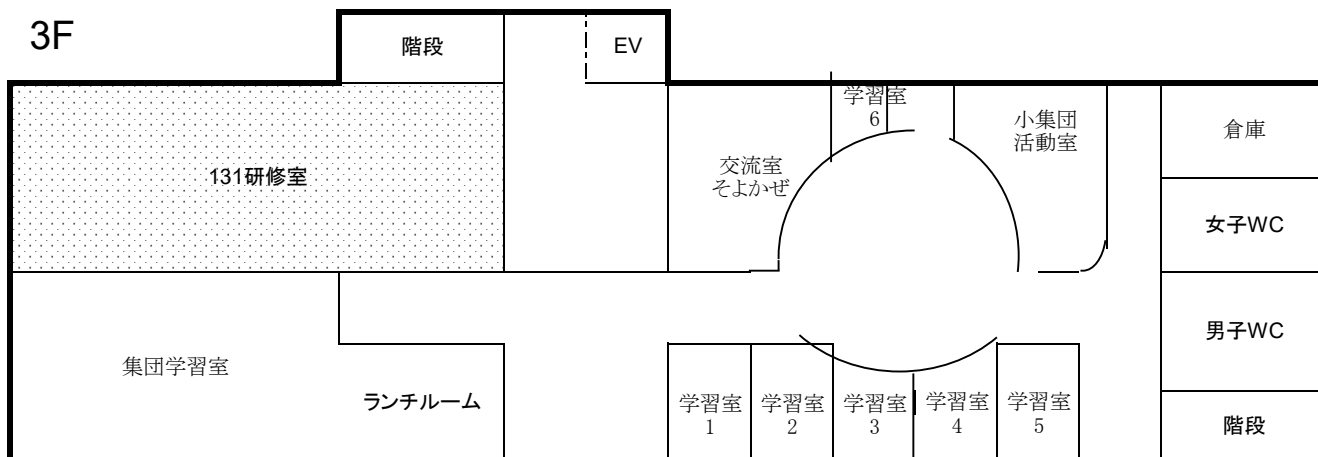 3F
階段
EV
131研修室
交流室
そよかぜ
学習室
6
小集団
活動室
倉庫
女子WC
男子WC
階段
集団学習室
ランチルーム
学習室
1
学習室
2
学習室
3
学習室
4
学習室
5